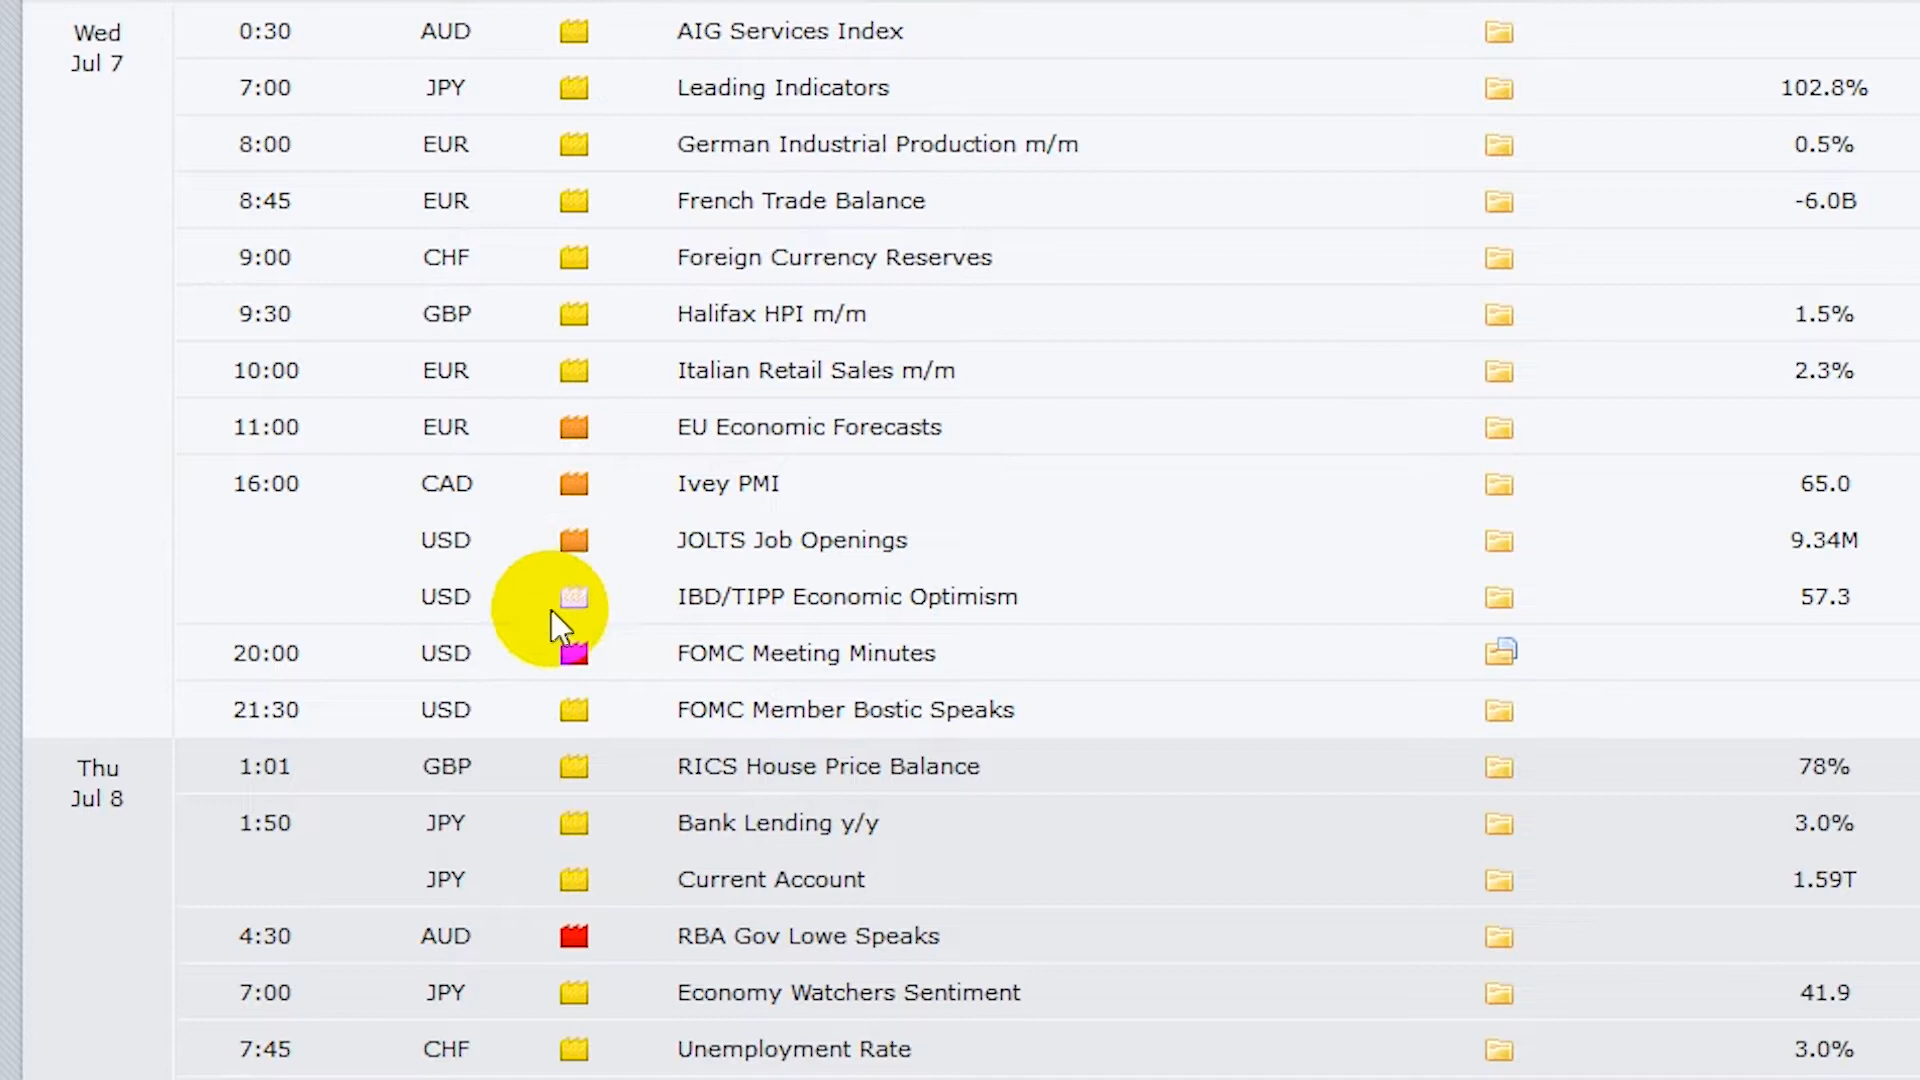 Wed
Jul 7
0:30 AUD AIG Services Index
7:00 JPY Leading Indicators 102.8%
8:00 EUR German Industrial Production m/m 0.5%
8:45 EUR French Trade Balance -6.0B
9:00 CHF Foreign Currency Reserves
9:30 GBP Halifax HPI m/m 1.5%
10:00 EUR Italian Retail Sales m/m 2.3%
11:00 EUR EU Economic Forecasts
16:00 CAD Ivey PMI 65.0
USD JOLTS Job Openings 9.34M
USD IBD/TIPP Economic Optimism 57.3
20:00 USD FOMC Meeting Minutes
21:30 USD FOMC Member Bostic Speaks
Thu
Jul 8
1:01 GBP RICS House Price Balance 78%
1:50 JPY Bank Lending y/y 3.0%
JPY Current Account 1.59T
4:30 AUD RBA Gov Lowe Speaks
7:00 JPY Economy Watchers Sentiment 41.9
7:45 CHF Unemployment Rate 3.0%